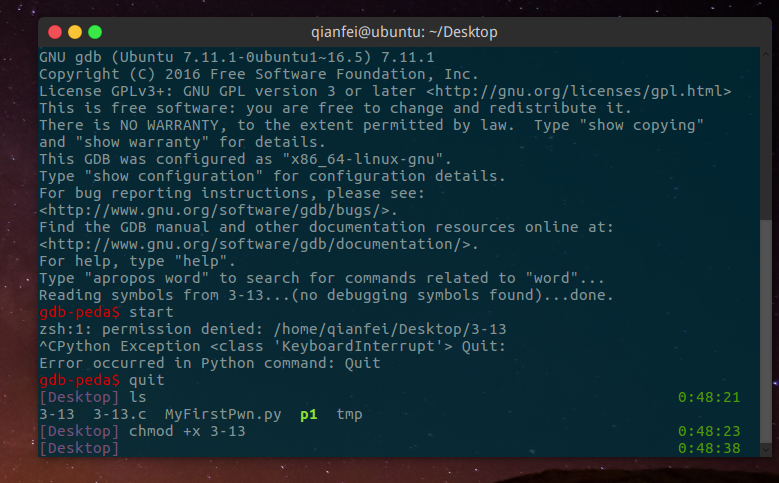 qianfei@ubuntu: ~/Desktop
GNU gdb (Ubuntu 7.11.1-0ubuntu1~16.5) 7.11.1
Copyright (C) 2016 Free Software Foundation, Inc.
License GPLv3+: GNU GPL version 3 or later <http://gnu.org/licenses/gpl.html>
This is free software: you are free to change and redistribute it.
There is NO WARRANTY, to the extent permitted by law.  Type "show copying"
and "show warranty" for details.
This GDB was configured as "x86_64-linux-gnu".
Type "show configuration" for configuration details.
For bug reporting instructions, please see:
<http://www.gnu.org/software/gdb/bugs/>.
Find the GDB manual and other documentation resources online at:
<http://www.gnu.org/software/gdb/documentation/>.
For help, type "help".
Type "apropos word" to search for commands related to "word"...
Reading symbols from 3-13...(no debugging symbols found)...done.
gdb-peda$ start
zsh:1: permission denied: /home/qianfei/Desktop/3-13
^CPython Exception <class 'KeyboardInterrupt'> Quit:
Error occurred in Python command: Quit
gdb-peda$ quit
[Desktop] ls 0:48:21
3-13  3-13.c  MyFirstPwn.py  p1  tmp
[Desktop] chmod +x 3-13 0:48:23
[Desktop] 0:48:38